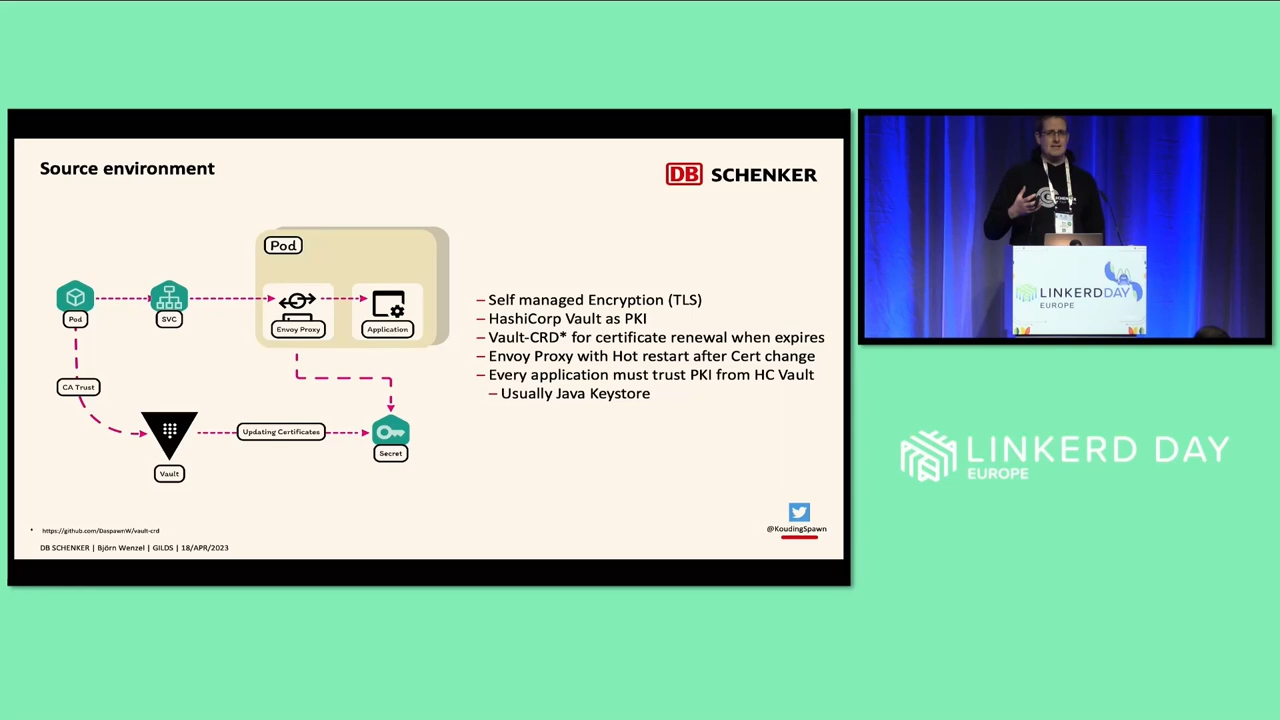 Source environment
DB SCHENKER
Pod
Pod
SVC
Envoy Proxy
Application
CA Trust
Vault
Updating Certificates
Secret
– Self managed Encryption (TLS)
– HashiCorp Vault as PKI
– Vault-CRD* for certificate renewal when expires
– Envoy Proxy with Hot restart after Cert change
– Every application must trust PKI from HC Vault
– Usually Java Keystore
* https://github.com/DaspawnW/vault-crd
DB SCHENKER | Björn Wenzel | GILDS | 18/APR/2023
@KoudingSpawn
SCHENKER
LINKERD DAY
EUROPE
LINKERD DAY
EUROPE